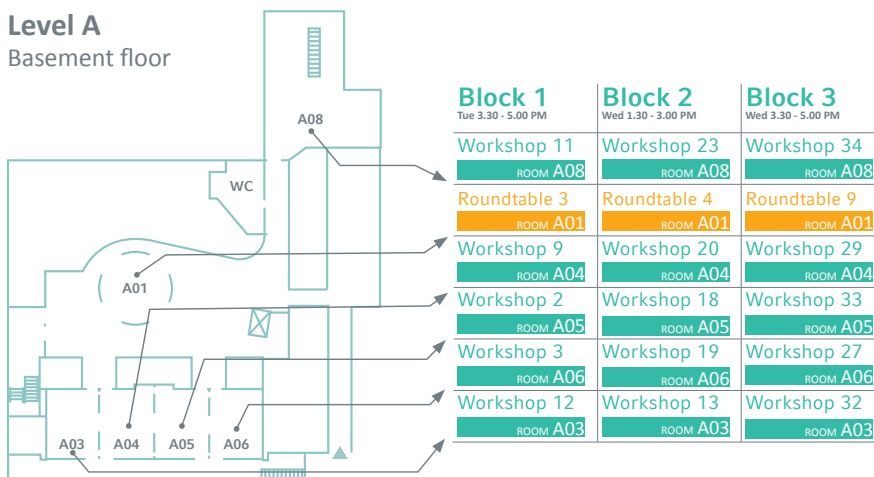 Level A
Basement floor
A08
WC
A01
A03
A04
A05
A06
Block 1
Tue 3.30 - 5.00 PM
Block 2
Wed 1.30 - 3.00 PM
Block 3
Wed 3.30 - 5.00 PM
Workshop 11
ROOM A08
Workshop 23
ROOM A08
Workshop 34
ROOM A08
Roundtable 3
ROOM A01
Roundtable 4
ROOM A01
Roundtable 9
ROOM A01
Workshop 9
ROOM A04
Workshop 20
ROOM A04
Workshop 29
ROOM A04
Workshop 2
ROOM A05
Workshop 18
ROOM A05
Workshop 33
ROOM A05
Workshop 3
ROOM A06
Workshop 19
ROOM A06
Workshop 27
ROOM A06
Workshop 12
ROOM A03
Workshop 13
ROOM A03
Workshop 32
ROOM A03